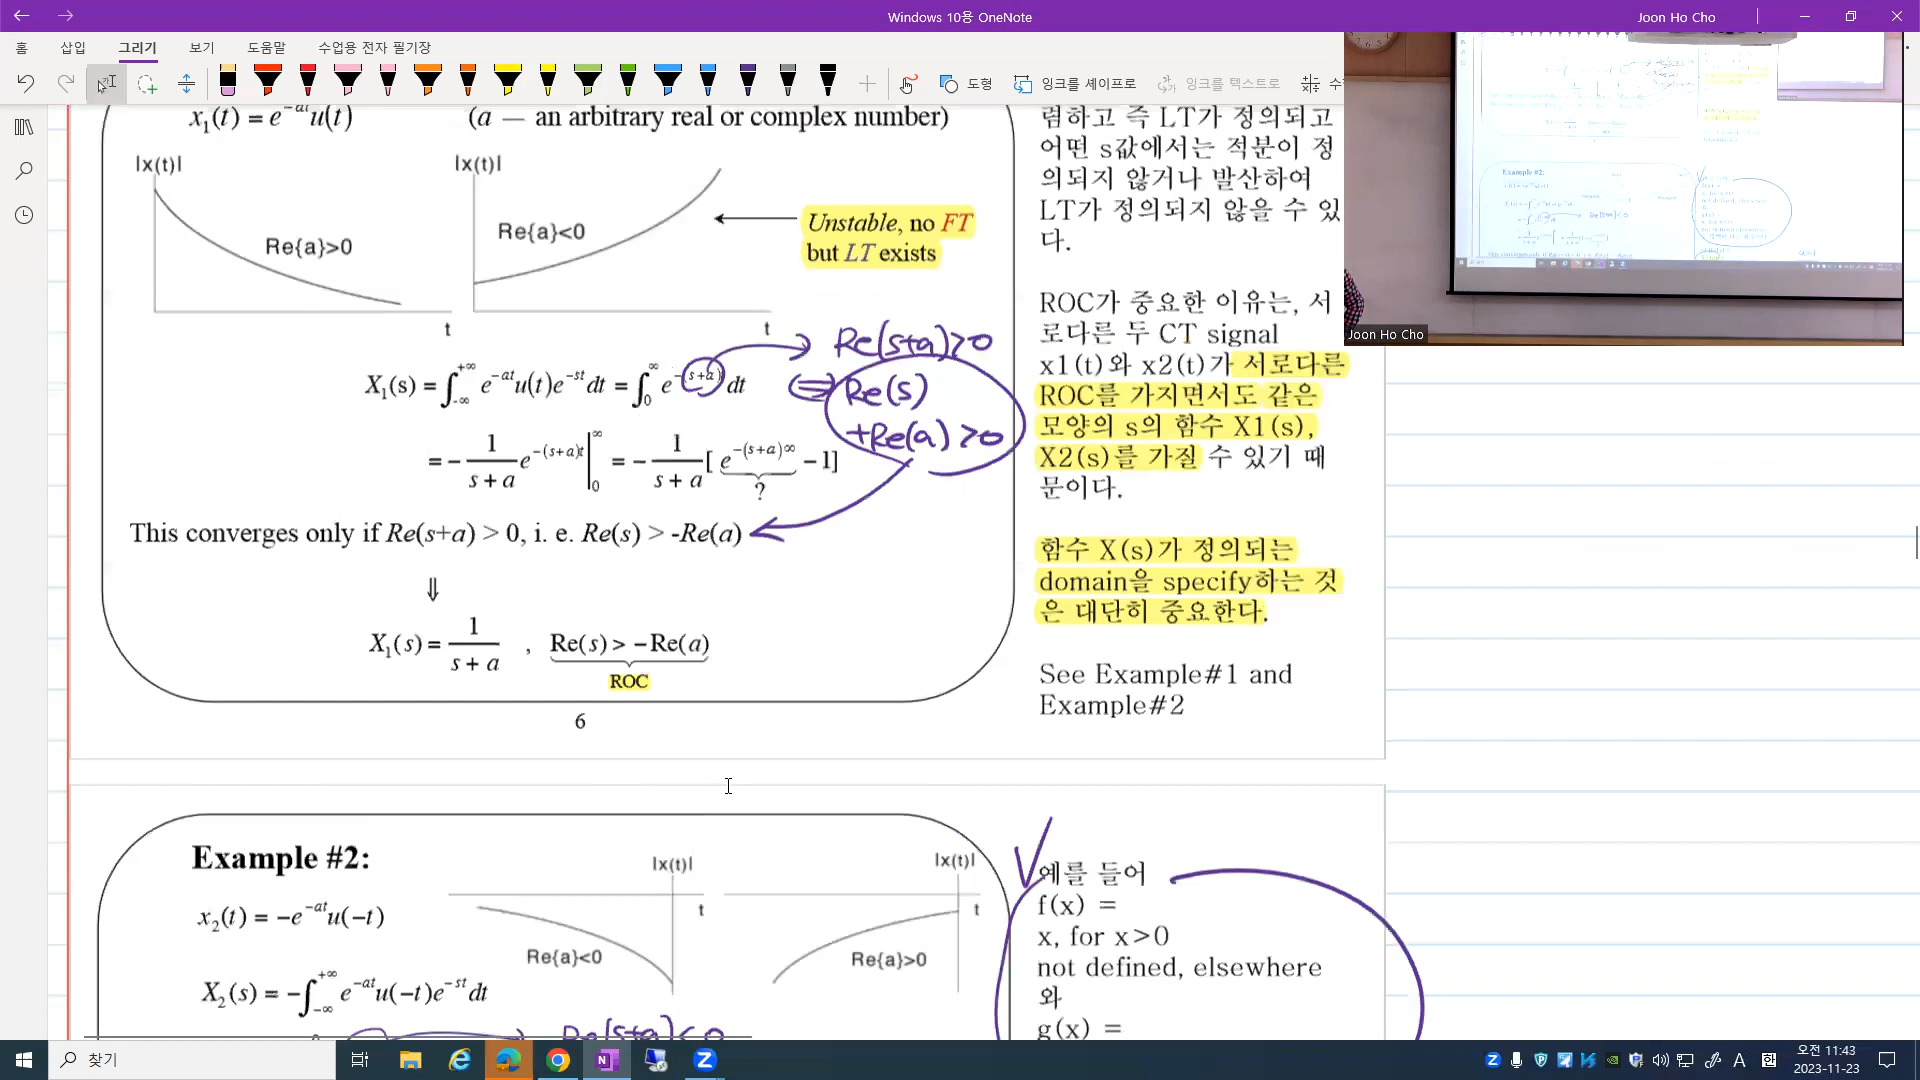 Windows 10용 OneNote
Joon Ho Cho
홈 삽입 그리기 보기 도움말 수업용 전자 필기장
도형 잉크를 셰이프로 잉크를 텍스트로
x₁(t) = e^{-at}u(t) (a — an arbitrary real or complex number)
|x(t)| |x(t)|
Re{a}>0
Re{a}<0
t t
Unstable, no FT
but LT exists
Re(s+a)>0
X₁(s) = ∫_{-∞}^{+∞} e^{-at}u(t)e^{-st}dt = ∫_0^∞ e^{-(s+a)t}dt
⇔ Re(s)
+Re(a) >0
= -\frac{1}{s+a} e^{-(s+a)t}|_0^∞ = -\frac{1}{s+a}[e^{-(s+a)∞} - 1]
?
This converges only if Re(s+a) > 0, i. e. Re(s) > -Re(a)
⇓
X₁(s) = \frac{1}{s+a} , Re(s) > -Re(a)
ROC
6
렴하고 즉 LT가 정의되고
어떤 s값에서는 적분이 정
의되지 않거나 발산하여
LT가 정의되지 않을 수 있
다.
ROC가 중요한 이유는, 서
로다른 두 CT signal
x1(t)와 x2(t)가 서로다른
ROC를 가지면서도 같은
모양의 s의 함수 X1(s),
X2(s)를 가질 수 있기 때
문이다.
함수 X(s)가 정의되는
domain을 specify하는 것
은 대단히 중요한다.
See Example#1 and
Example#2
Example #2:
x₂(t) = -e^{-at}u(-t)
|x(t)| |x(t)|
t t
Re{a}<0
Re{a}>0
X₂(s) = -∫_{-∞}^{+∞} e^{-at}u(-t)e^{-st}dt
Re(s+a)<0
예를 들어
f(x) =
x, for x>0
not defined, elsewhere
와
g(x) =
Example #2:
Joon Ho Cho
찾기
A 한
오전 11:43
2023-11-23